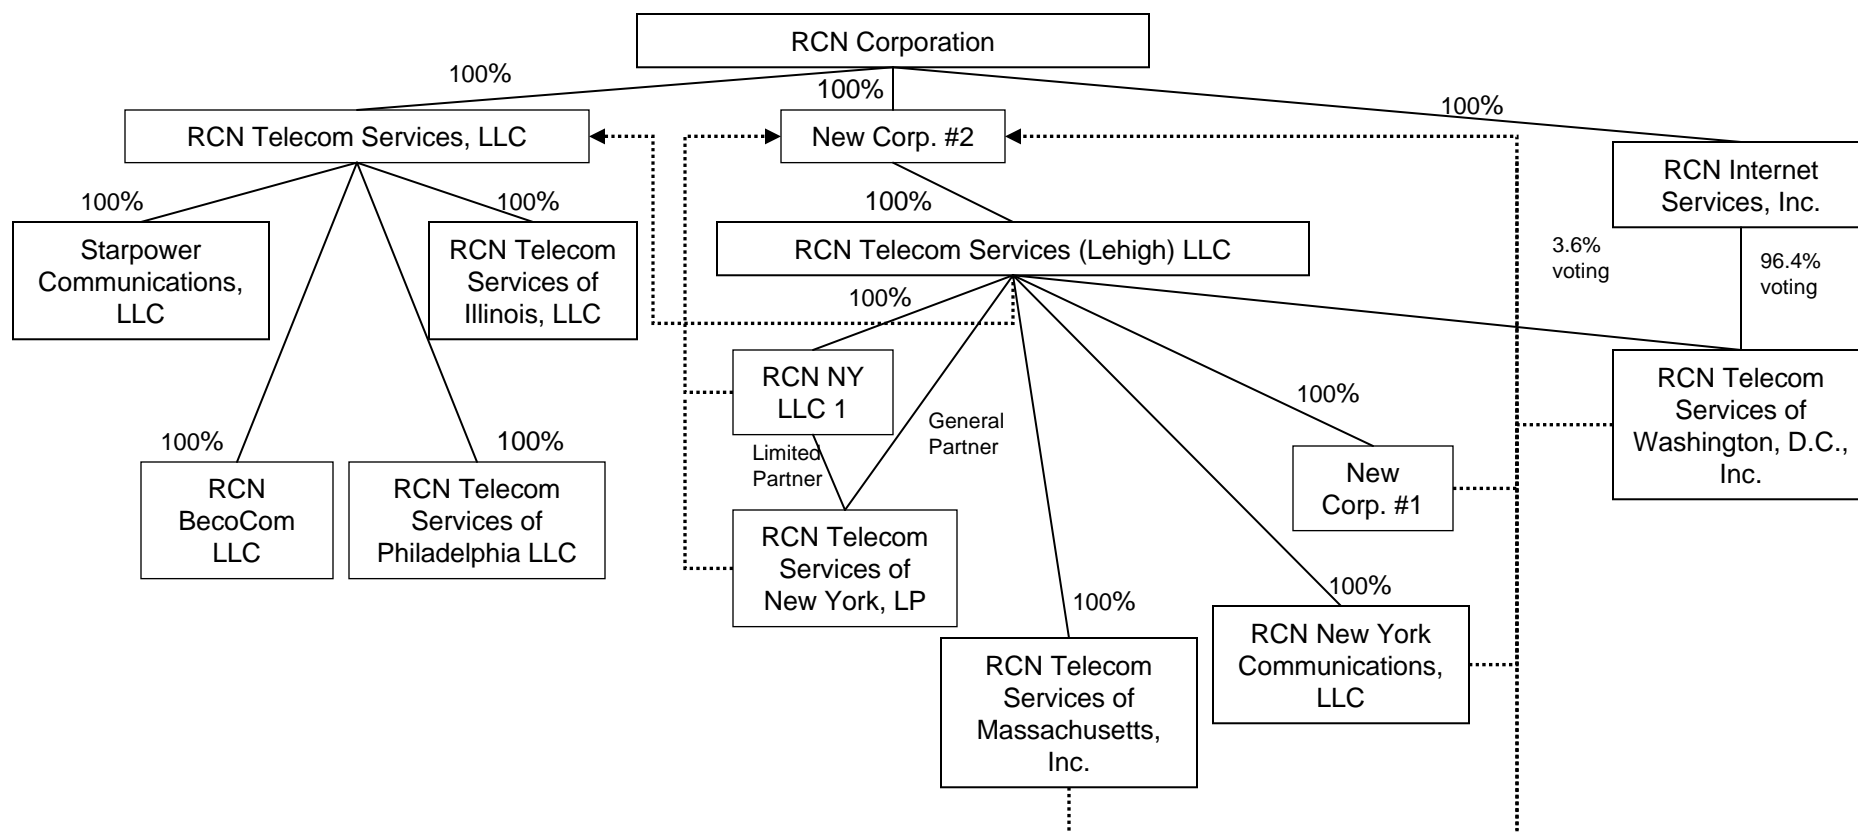 RCN Corporation
100%
100%
100%
RCN Telecom Services, LLC
New Corp. #2
RCN Internet
Services, Inc.
100%
100%
100%
Starpower
Communications,
LLC
RCN Telecom
Services of
Illinois, LLC
RCN Telecom Services (Lehigh) LLC
3.6%
voting
96.4%
voting
100%
RCN NY
LLC 1
100%
RCN Telecom
Services of
Washington, D.C.,
Inc.
General
Partner
Limited
Partner
100%
100%
RCN
BecoCom
LLC
RCN Telecom
Services of
Philadelphia LLC
New
Corp. #1
RCN Telecom
Services of
New York, LP
100%
100%
RCN Telecom
Services of
Massachusetts,
Inc.
RCN New York
Communications,
LLC